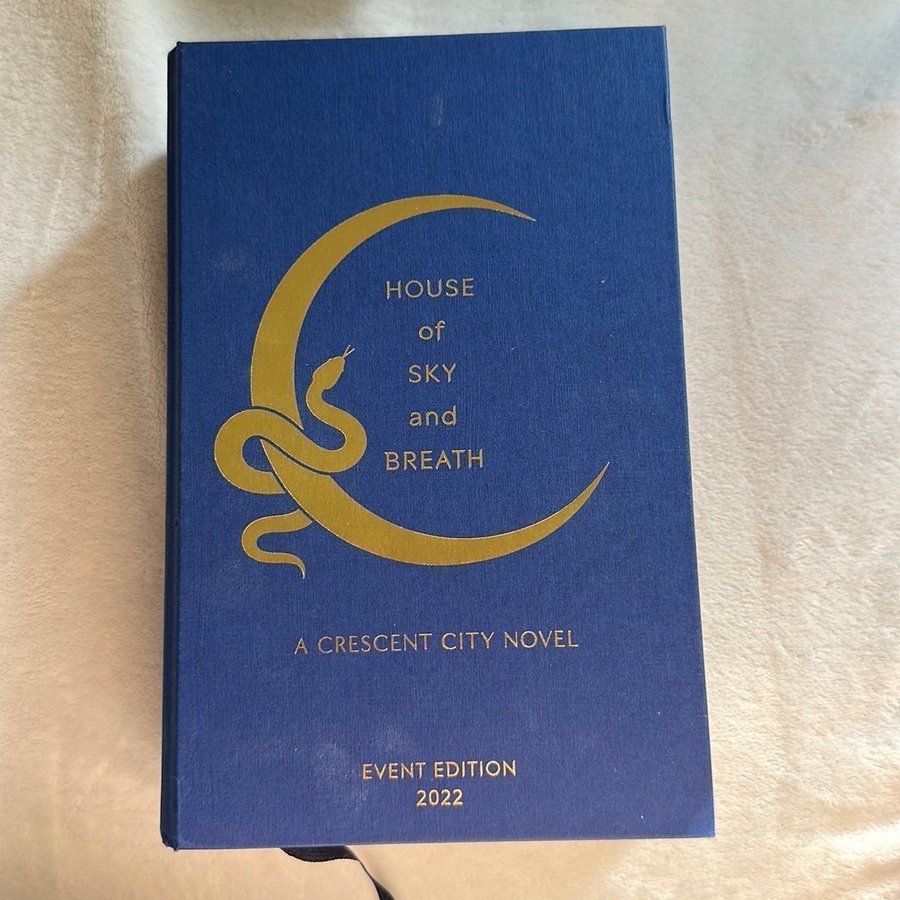 HOUSE
of
SKY
and
BREATH
A CRESCENT CITY NOVEL
EVENT EDITION
2022